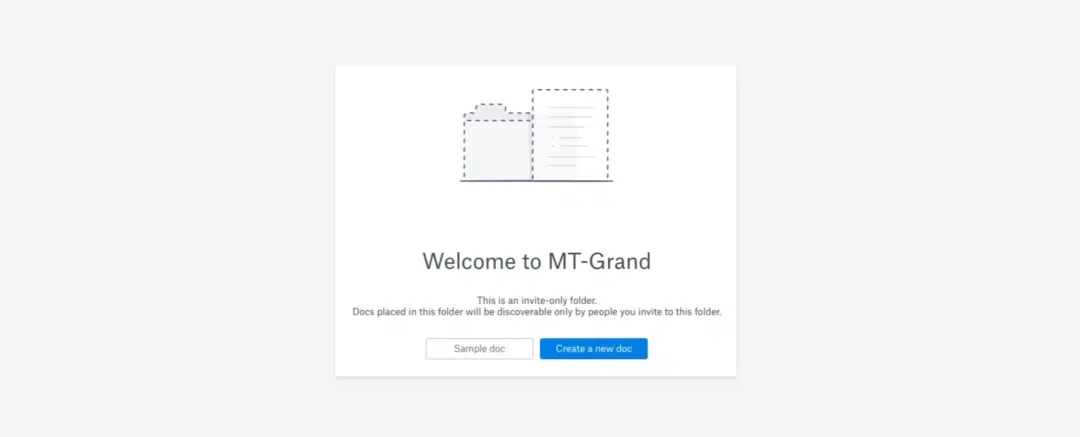 Welcome to MT-Grand
This is an invite-only folder.
Docs placed in this folder will be discoverable only by people you invite to this folder.
Sample doc
Create a new doc